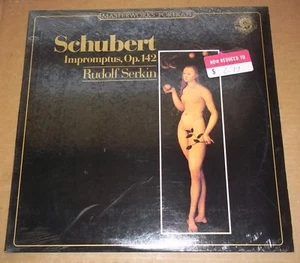 MASTERWORKS PORTRAIT
Schubert
Impromptus, Op. 142
Rudolf Serkin
NOW REDUCED TO
$